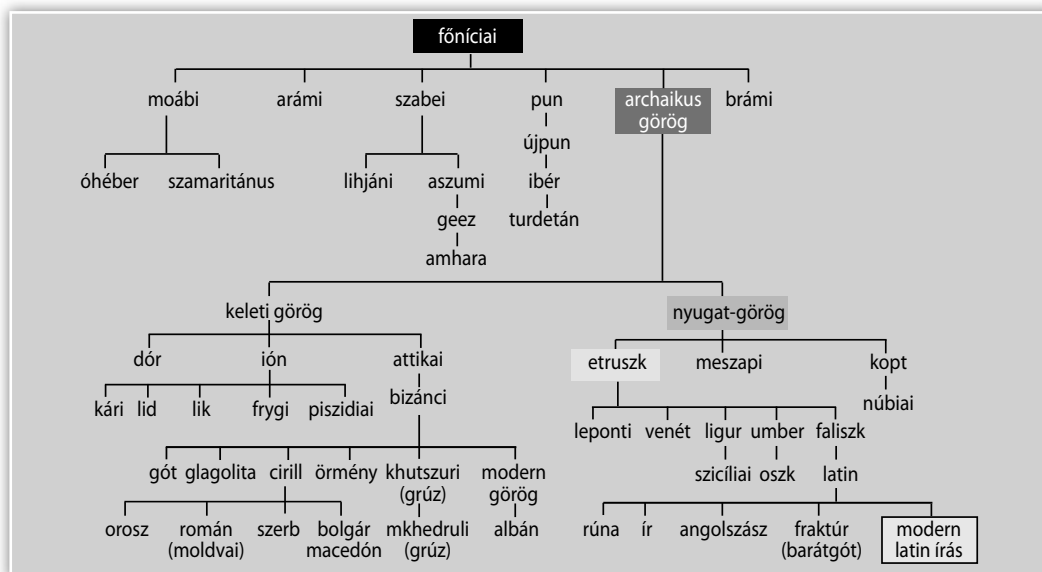 főníciai
moábi arámi szabei pun archaikus brámi
görög
újpun
óhéber szamaritánus lihjáni aszumi ibér
geez turdetán
amhara
keleti görög nyugat-görög
dór ión attikai etruszk meszapi kopt
kári lid lik frygi piszidiai bizánci núbiai
leponti venét ligur umber faliszk
gót glagolita cirill örmény khutszuri modern szicíliai oszk latin
(grúz) görög
orosz román szerb bolgár mkhedruli albán rúna ír angolszász fraktúr modern
(moldvai) macedón (grúz) (barátgót) latin írás